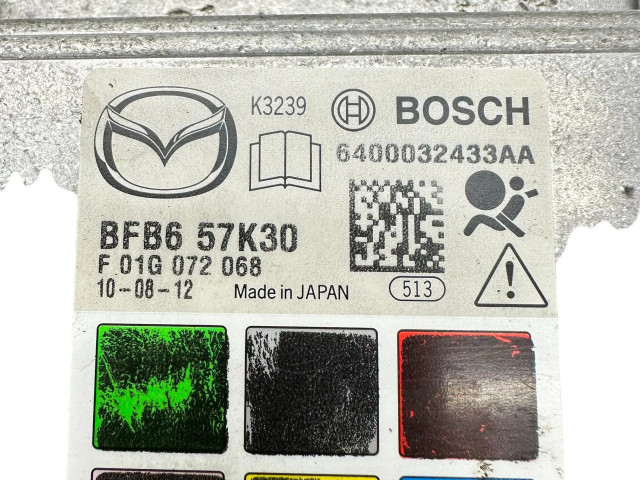 K3239 BOSCH
6400032433AA
BFB6 57K30
F 01G 072 068
10-08-12 Made in JAPAN 513